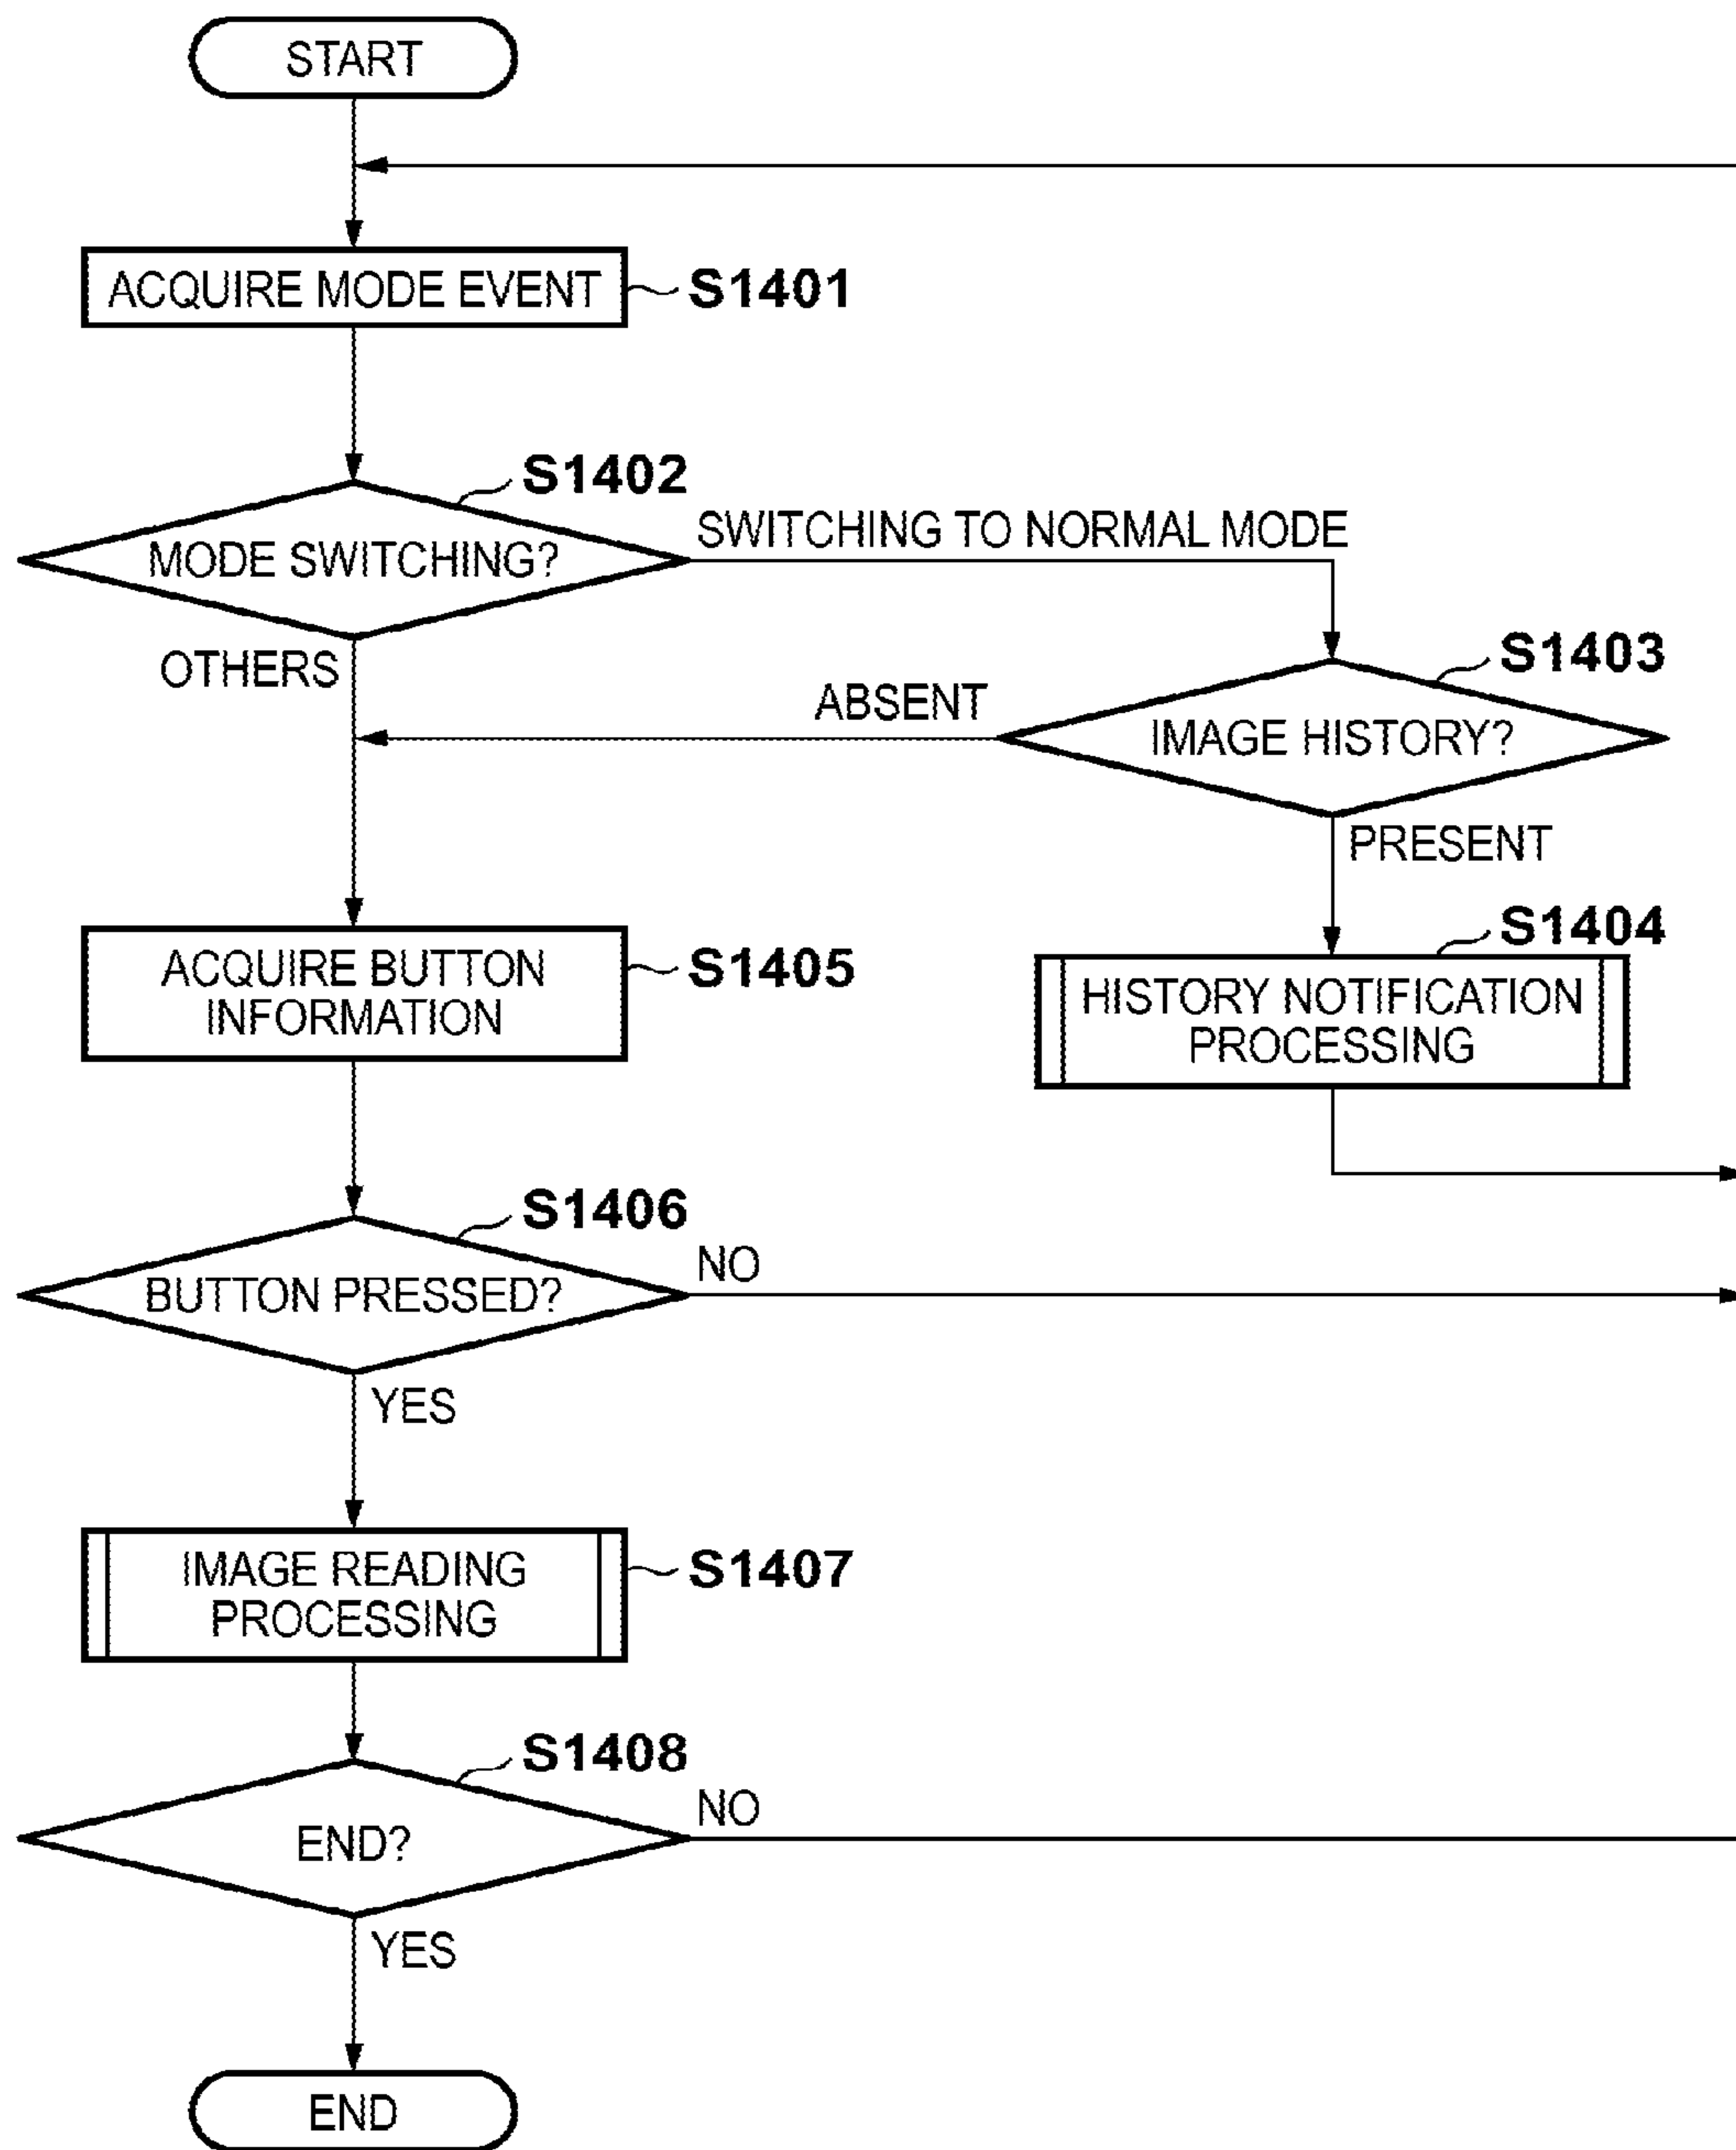 START
ACQUIRE MODE EVENT
S1401
S1402
MODE SWITCHING?
SWITCHING TO NORMAL MODE
OTHERS
S1403
IMAGE HISTORY?
ABSENT
PRESENT
S1404
HISTORY NOTIFICATION
PROCESSING
ACQUIRE BUTTON
INFORMATION
S1405
S1406
BUTTON PRESSED?
NO
YES
IMAGE READING
PROCESSING
S1407
S1408
END?
NO
YES
END